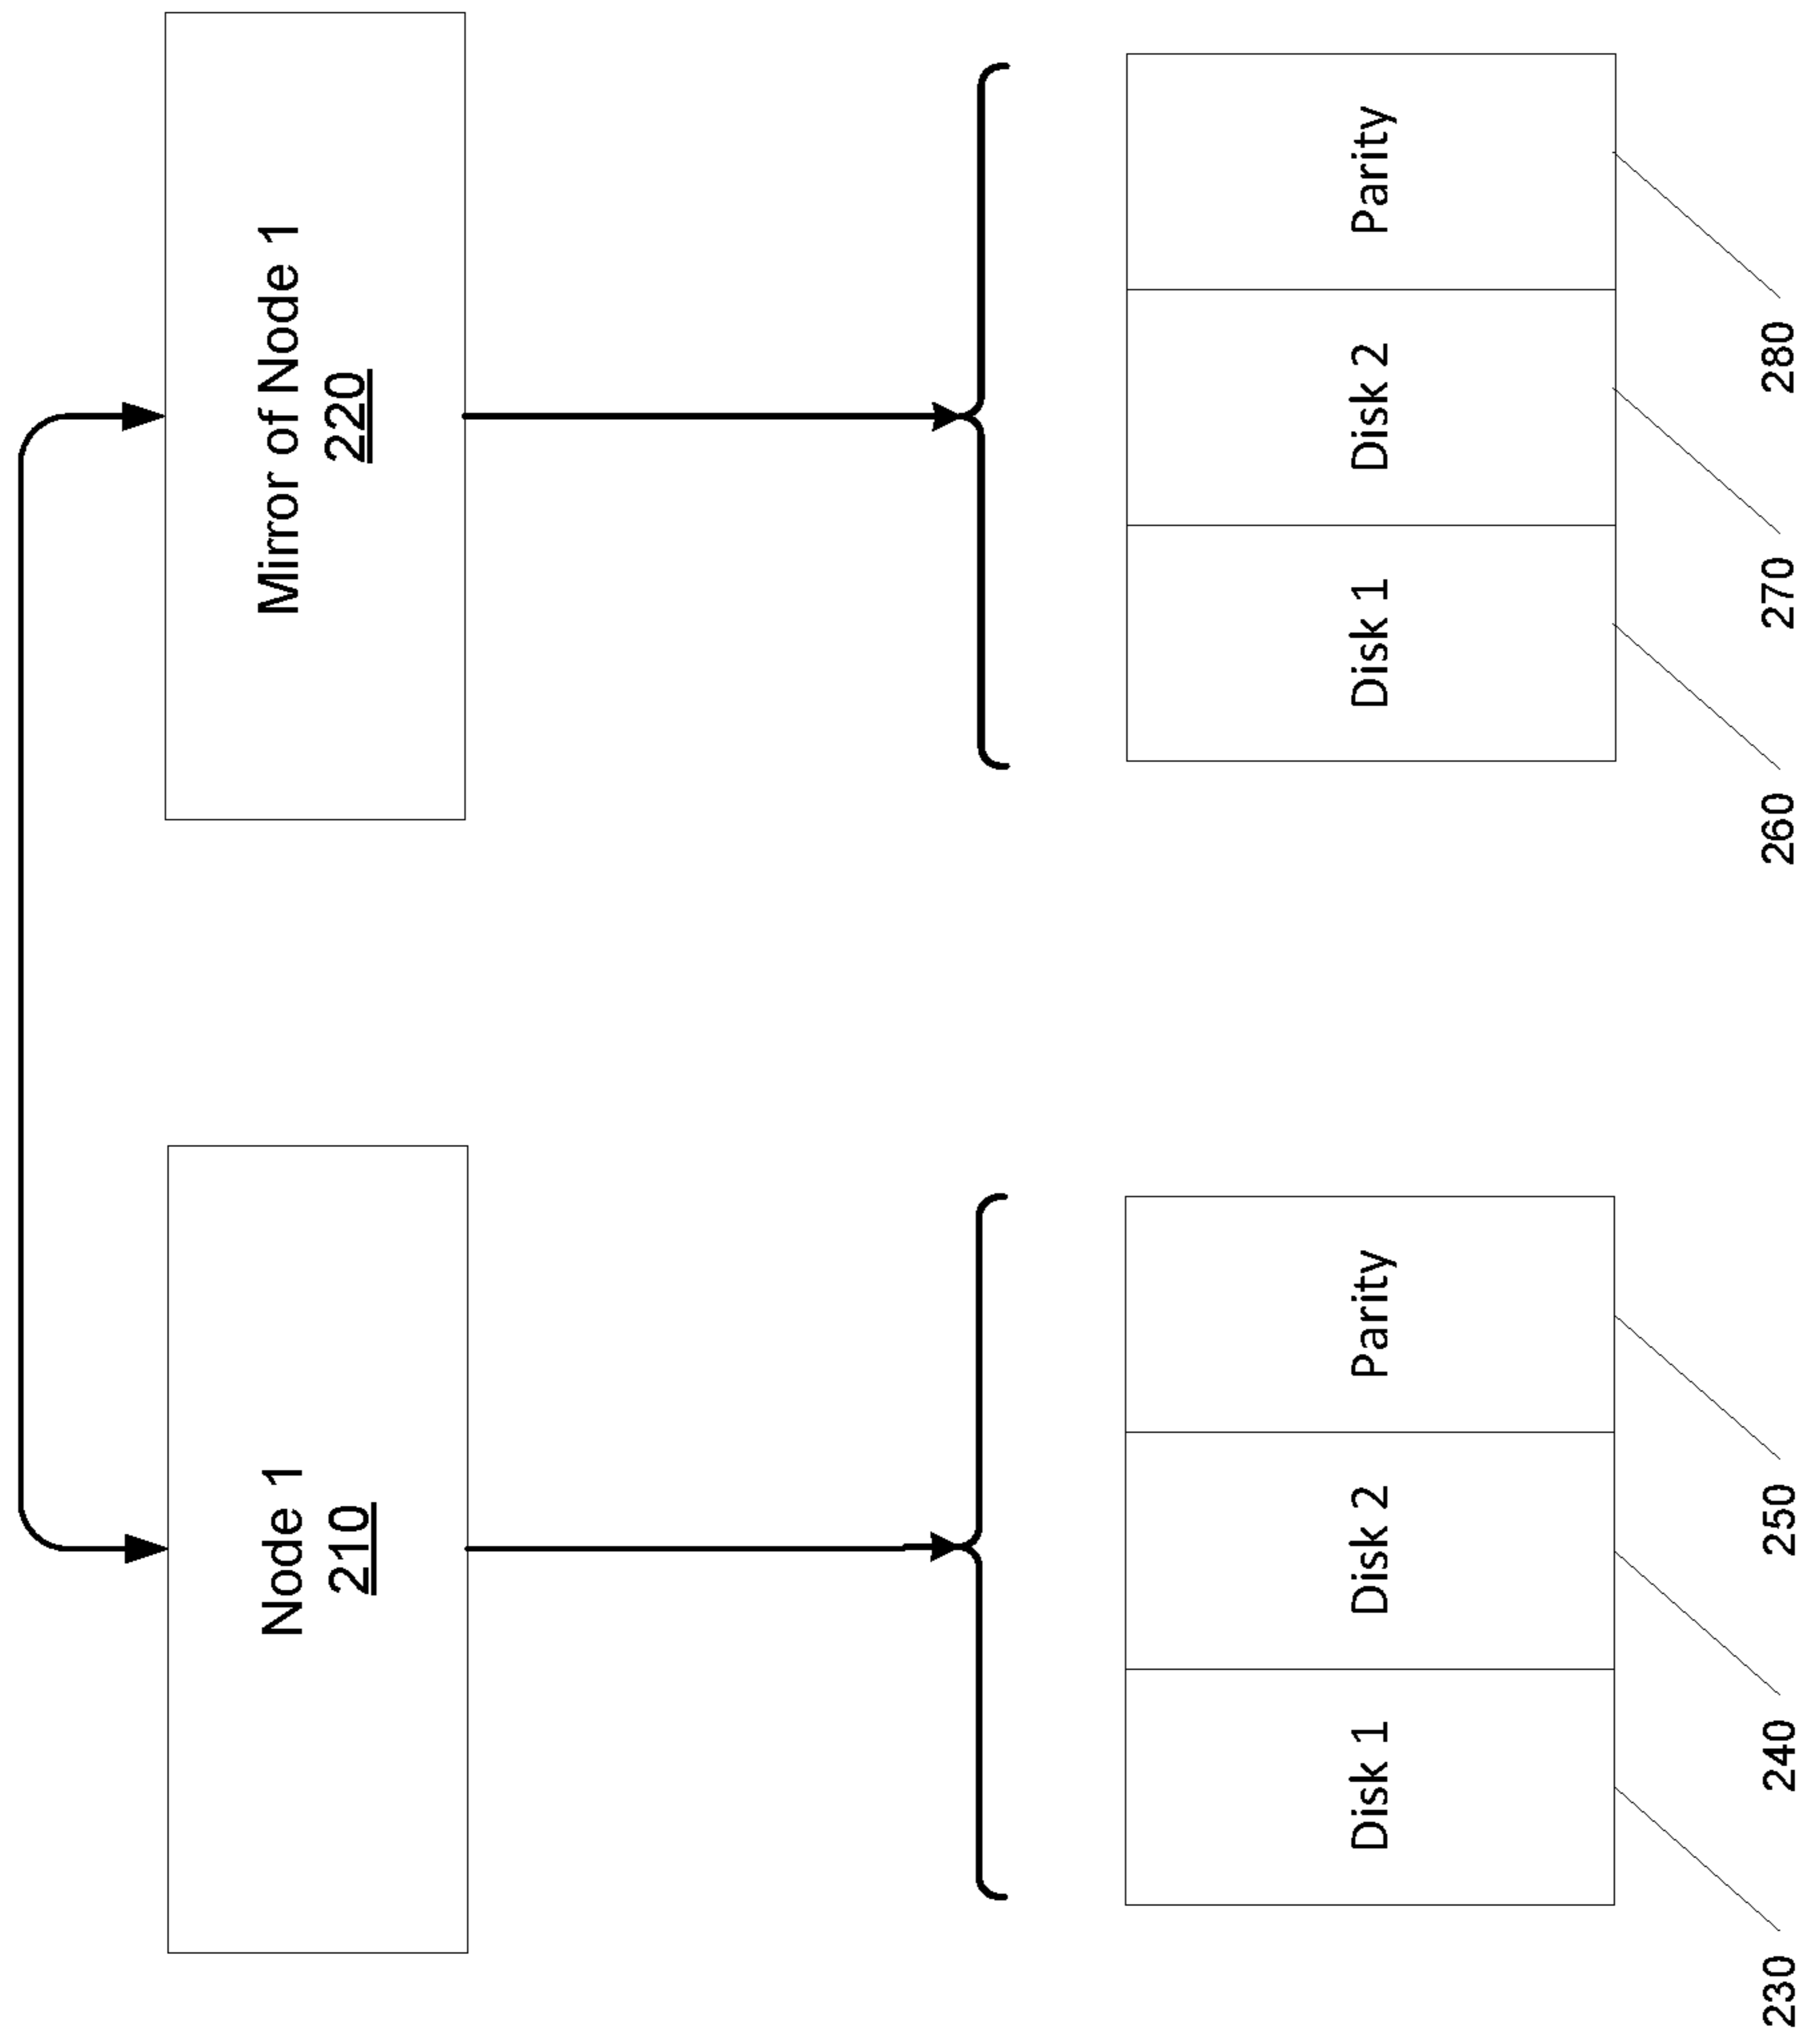 Node 1
210
Mirror of Node 1
220
Disk 1
Disk 2
Parity
Disk 1
Disk 2
Parity
230
240
250
260
270
280